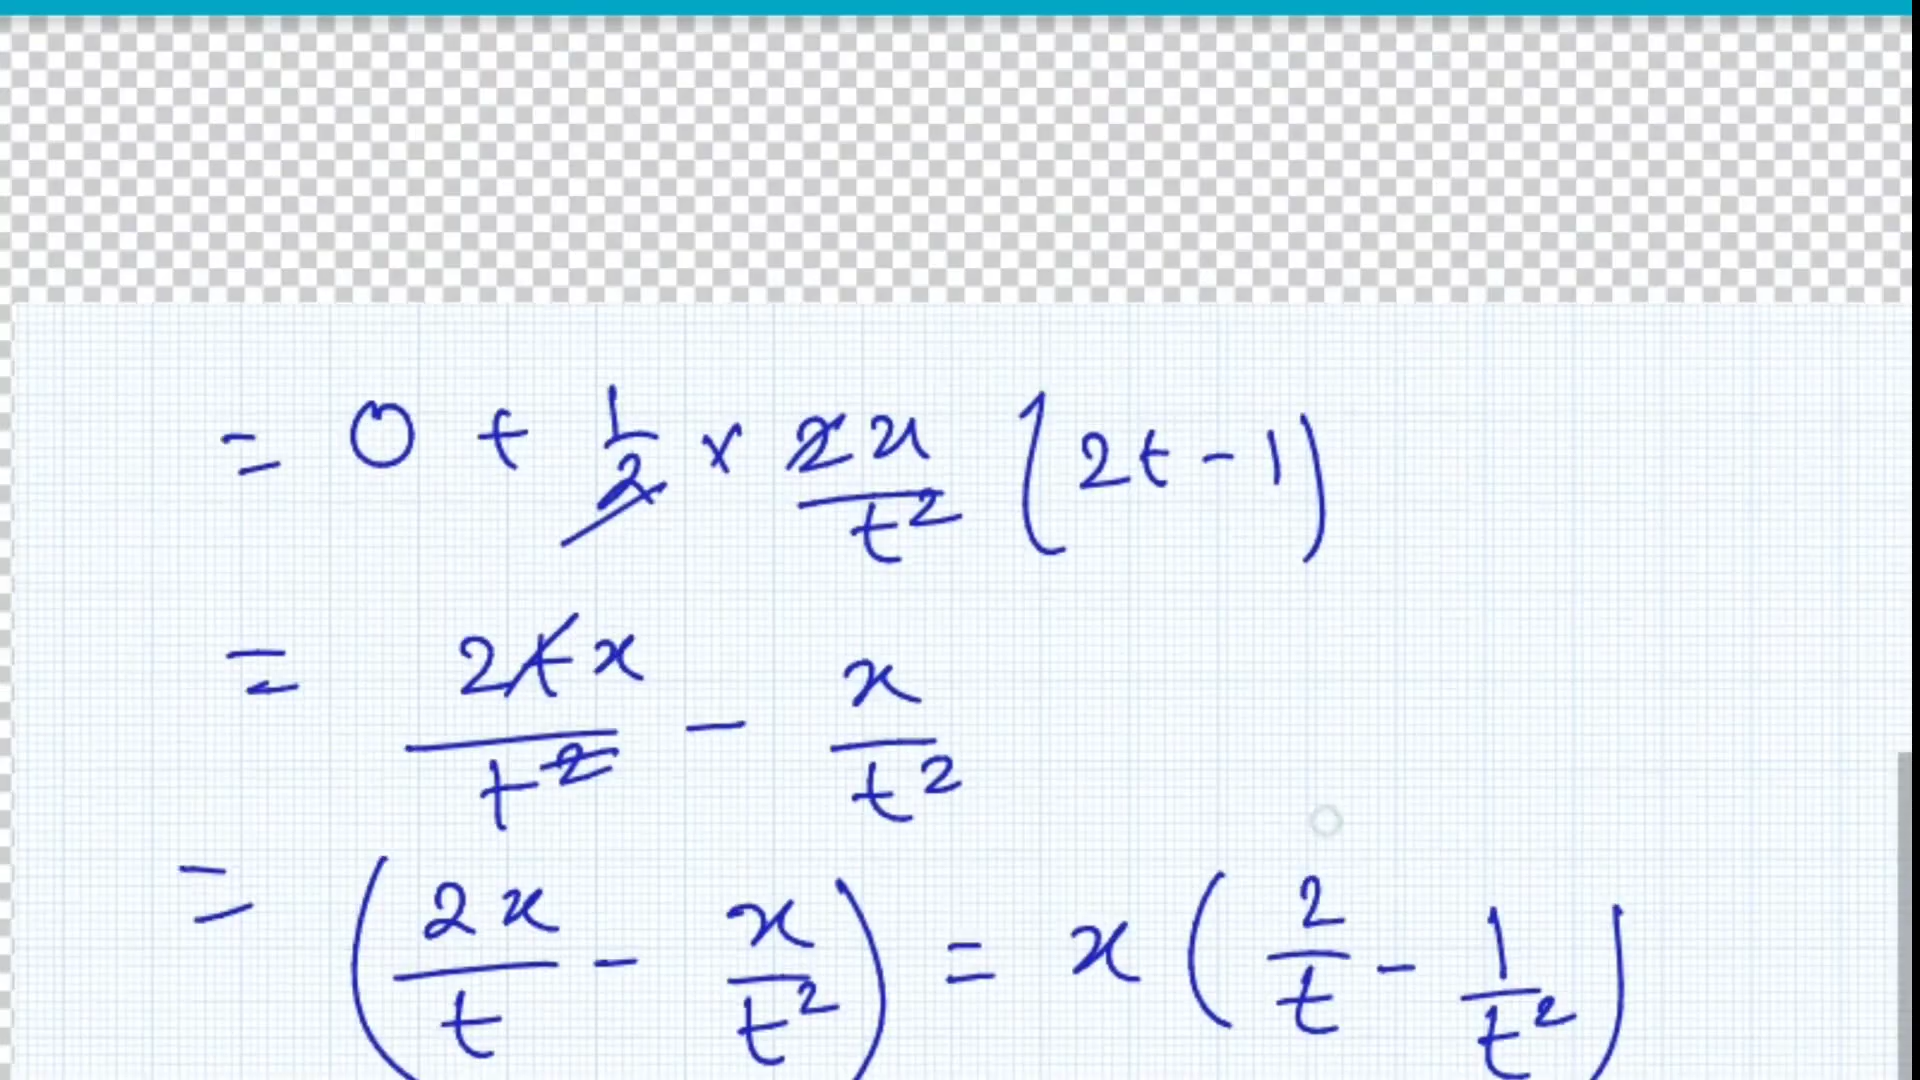 = 0 + 1/2 × 2x/t² (2t - 1)
= 2tx/t² - x/t²
= (2x/t - x/t²) = x(2/t - 1/t²)